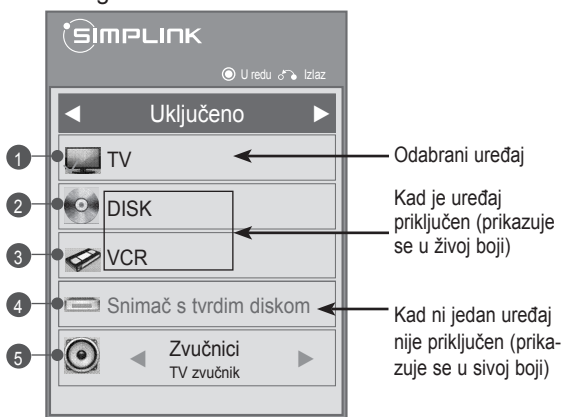 SIMPLINK
U redu Izlaz
Uključeno
1 TV
Odabrani uređaj
2 DISK
3 VCR
Kad je uređaj
priključen (prikazuje
se u živoj boji)
4 Snimač s tvrdim diskom
Kad ni jedan uređaj
nije priključen (prika-
zuje se u sivoj boji)
5 Zvučnici
TV zvučnik